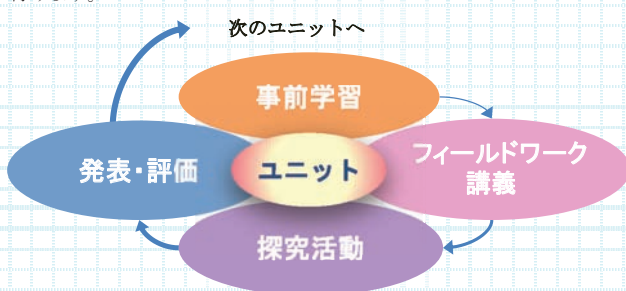 次のユニットへ
事前学習
発表・評価
ユニット
フィールドワーク
講義
探究活動